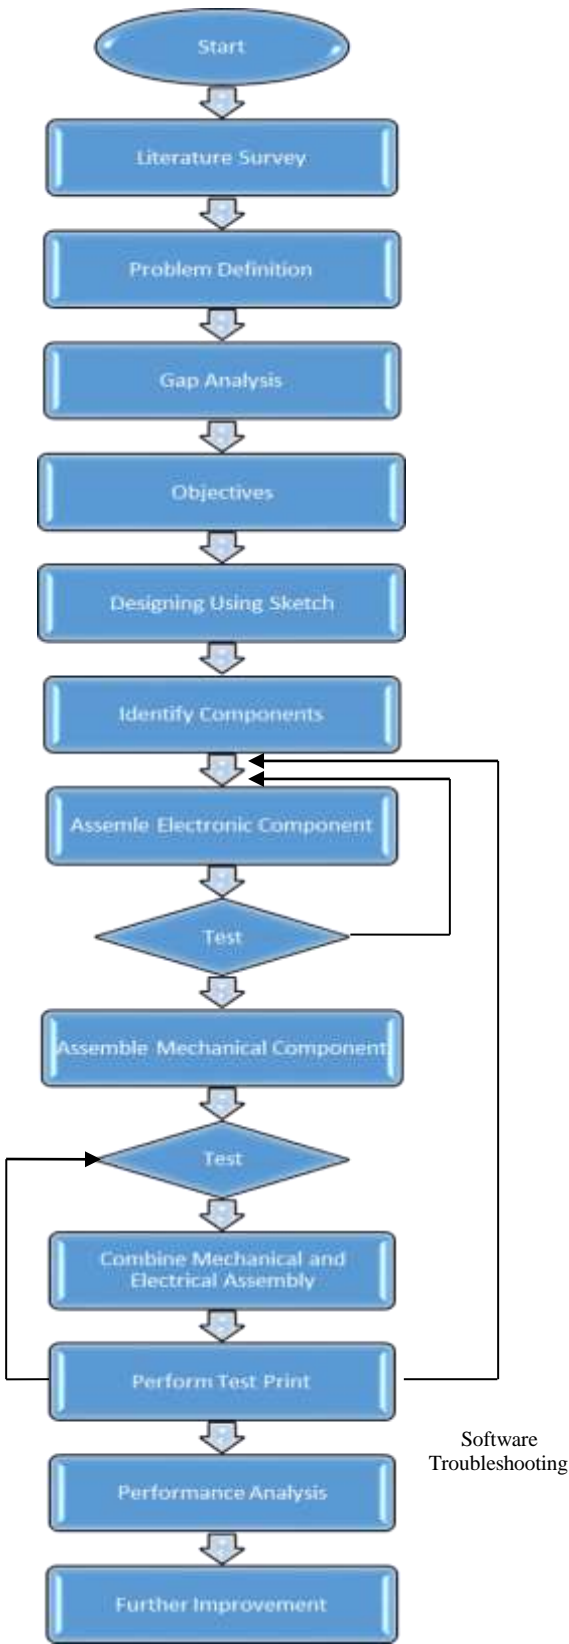 Start
Literature Survey
Problem Definition
Gap Analysis
Objectives
Designing Using Sketch
Identify Components
Assemle Electronic Component
Test
Assemble Mechanical Component
Test
Combine Mechanical and
Electrical Assembly
Perform Test Print
Software
Troubleshooting
Performance Analysis
Further Improvement